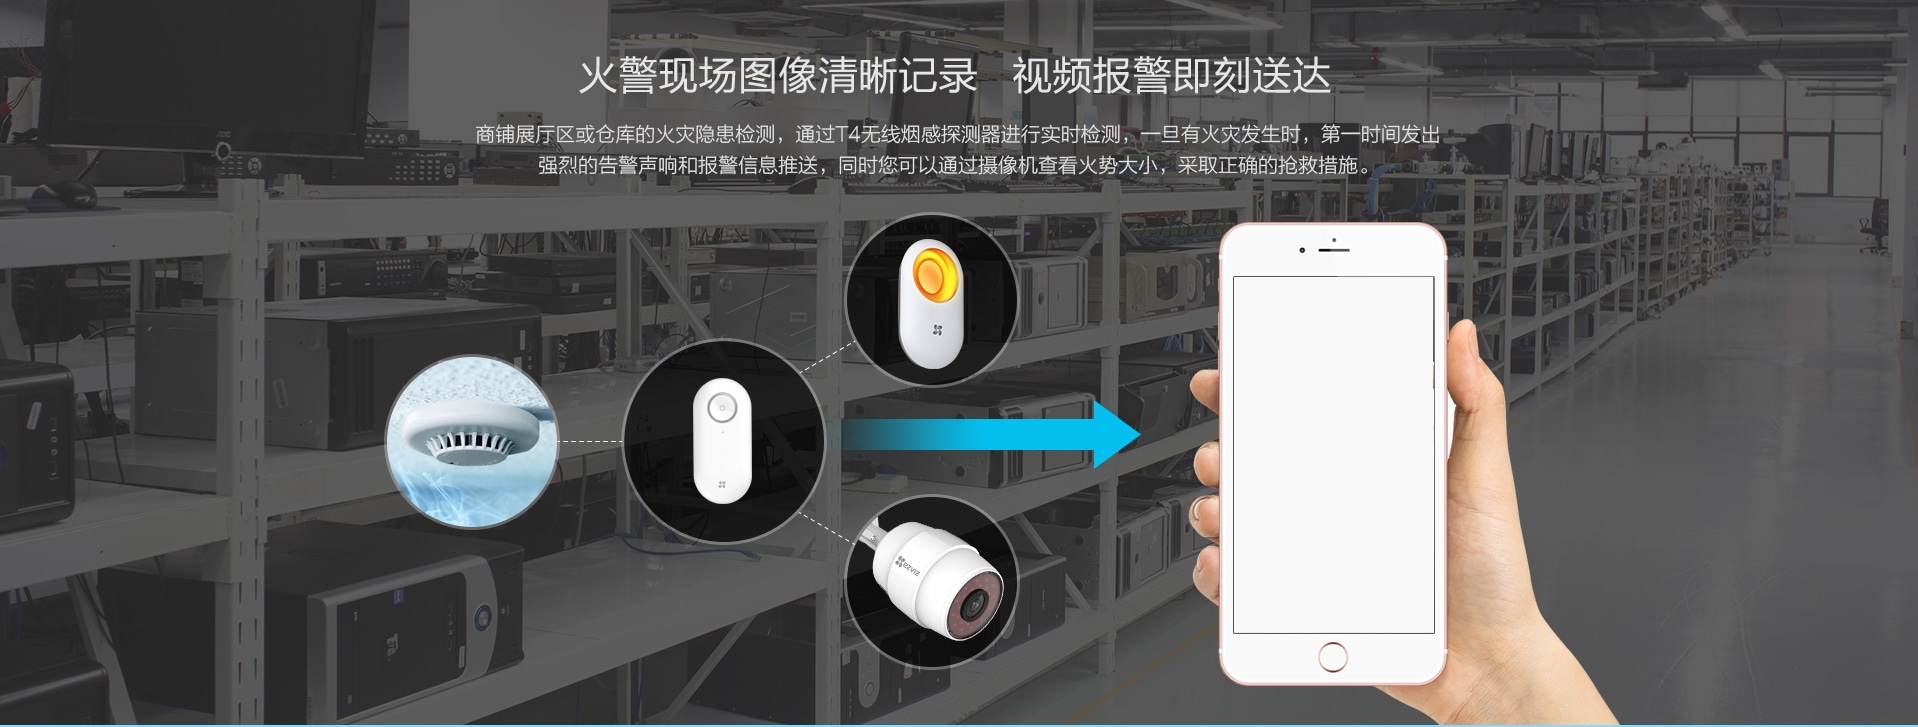 火警现场图像清晰记录　视频报警即刻送达
商铺展厅区或仓库的火灾隐患检测，通过T4无线烟感探测器进行实时检测，一旦有火灾发生时，第一时间发出
强烈的告警声响和报警信息推送，同时您可以通过摄像机查看火势大小，采取正确的抢救措施。
EZVIZ